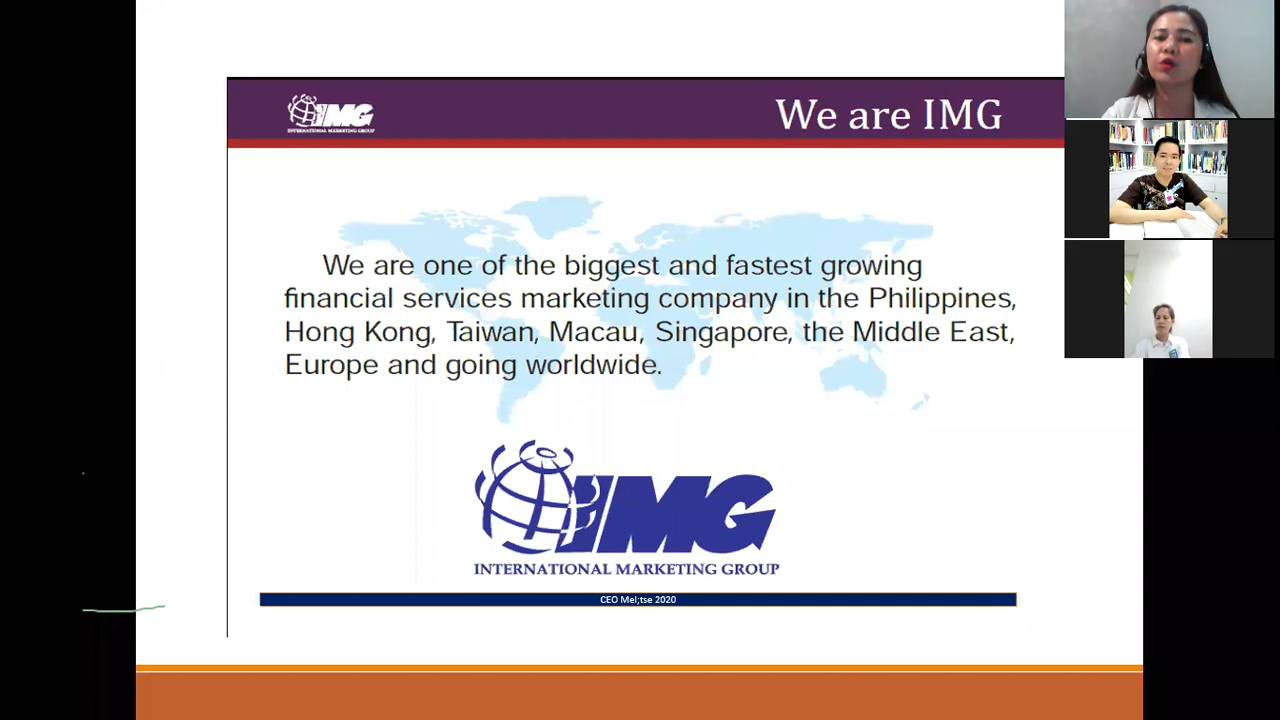 IMG
INTERNATIONAL MARKETING GROUP
We are IMG
We are one of the biggest and fastest growing
financial services marketing company in the Philippines,
Hong Kong, Taiwan, Macau, Singapore, the Middle East,
Europe and going worldwide.
IMG
INTERNATIONAL MARKETING GROUP
CEO Mel;tse 2020